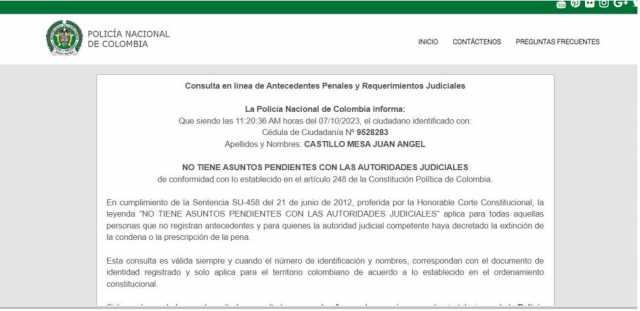 POLICÍA NACIONAL
DE COLOMBIA
INICIO CONTÁCTENOS PREGUNTAS FRECUENTES
Consulta en línea de Antecedentes Penales y Requerimientos Judiciales
La Policía Nacional de Colombia informa:
Que siendo las 11:20:36 AM horas del 07/10/2023, el ciudadano identificado con:
Cédula de Ciudadanía Nº 9528283
Apellidos y Nombres: CASTILLO MESA JUAN ANGEL
NO TIENE ASUNTOS PENDIENTES CON LAS AUTORIDADES JUDICIALES
de conformidad con lo establecido en el artículo 248 de la Constitución Política de Colombia.
En cumplimiento de la Sentencia SU-458 del 21 de junio de 2012, proferida por la Honorable Corte Constitucional, la
leyenda "NO TIENE ASUNTOS PENDIENTES CON LAS AUTORIDADES JUDICIALES" aplica para todas aquellas
personas que no registran antecedentes y para quienes la autoridad judicial competente haya decretado la extinción de
la condena o la prescripción de la pena.
Esta consulta es válida siempre y cuando el número de identificación y nombres, correspondan con el documento de
identidad registrado y solo aplica para el territorio colombiano de acuerdo a lo establecido en el ordenamiento
constitucional.